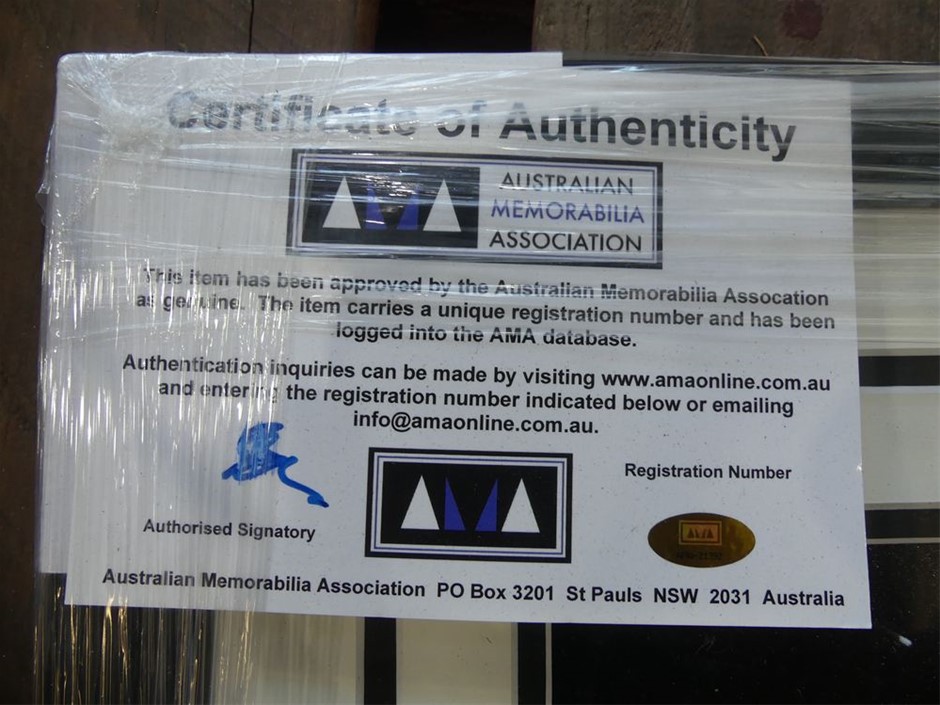 Certificate of Authenticity
AMA
AUSTRALIAN
MEMORABILIA
ASSOCIATION
This item has been approved by the Australian Memorabilia Assocation
as genuine. The item carries a unique registration number and has been
logged into the AMA database.
Authentication inquiries can be made by visiting www.amaonline.com.au
and entering the registration number indicated below or emailing
info@amaonline.com.au.
AMA
Registration Number
AMA
Authorised Signatory
Australian Memorabilia Association PO Box 3201 St Pauls NSW 2031 Australia